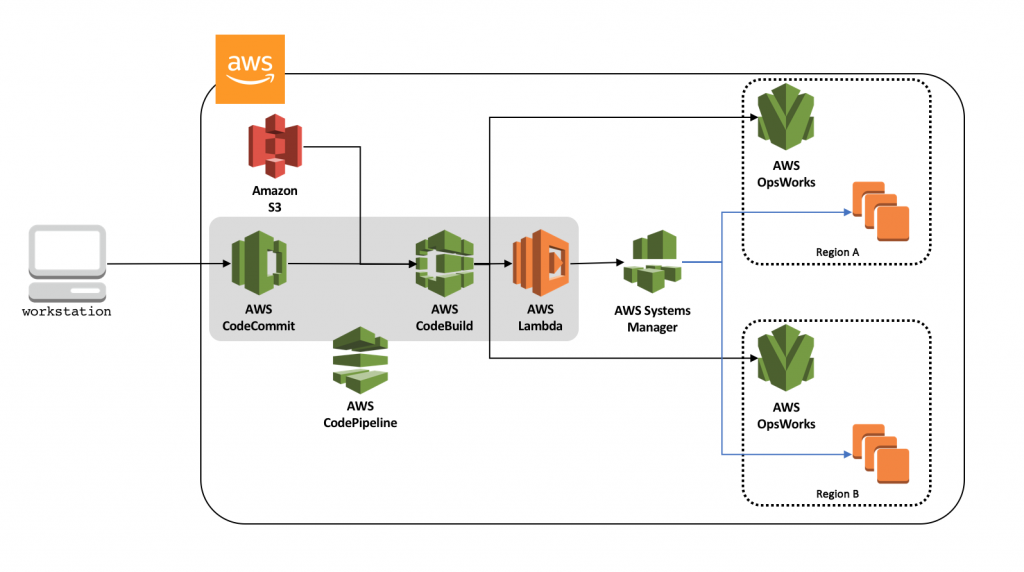 aws
Amazon
S3
workstation
AWS
CodeCommit
AWS
CodeBuild
AWS
Lambda
AWS Systems
Manager
AWS
CodePipeline
AWS
OpsWorks
Region A
AWS
OpsWorks
Region B